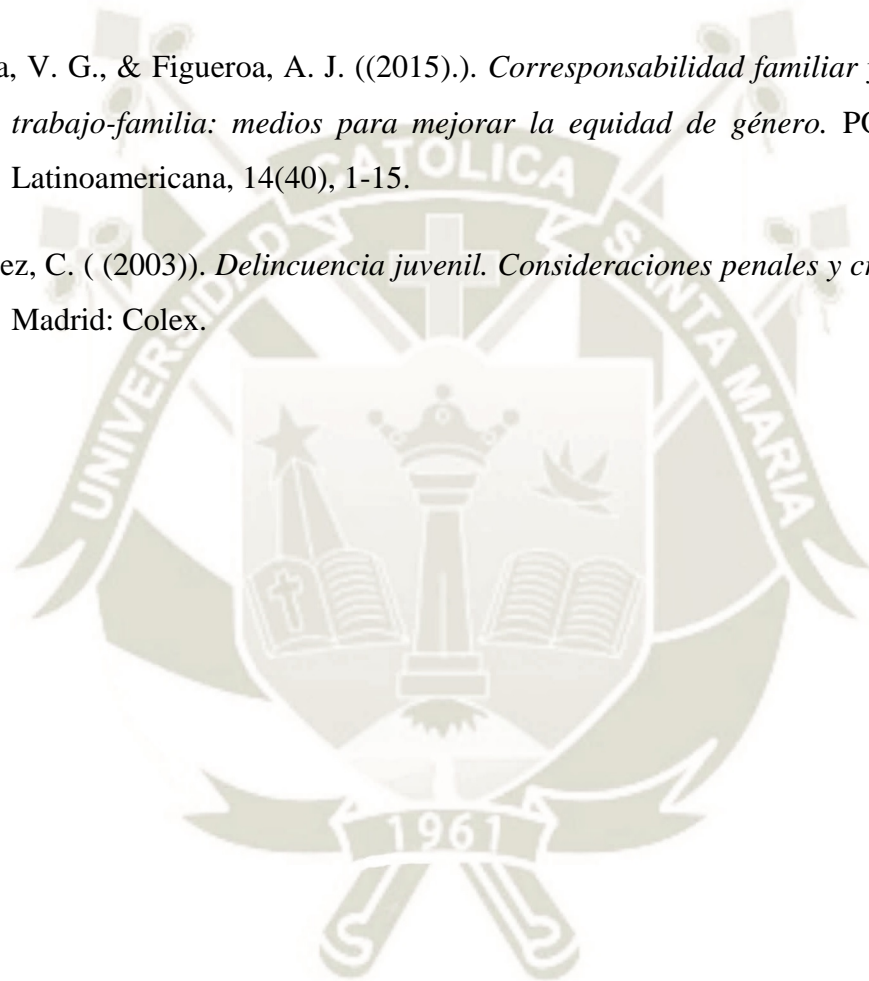 a, V. G., & Figueroa, A. J. ((2015).). Corresponsabilidad familiar y
trabajo-familia: medios para mejorar la equidad de género. PO
Latinoamericana, 14(40), 1-15.
ez, C. ( (2003)). Delincuencia juvenil. Consideraciones penales y cr
Madrid: Colex.
UNIVERSIDAD CATOLICA SANTA MARIA
1961